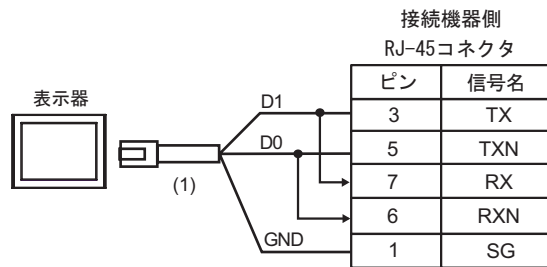 接続機器側
RJ-45コネクタ
ピン 信号名
表示器
D1
3 TX
D0
5 TXN
(1)
7 RX
6 RXN
GND
1 SG